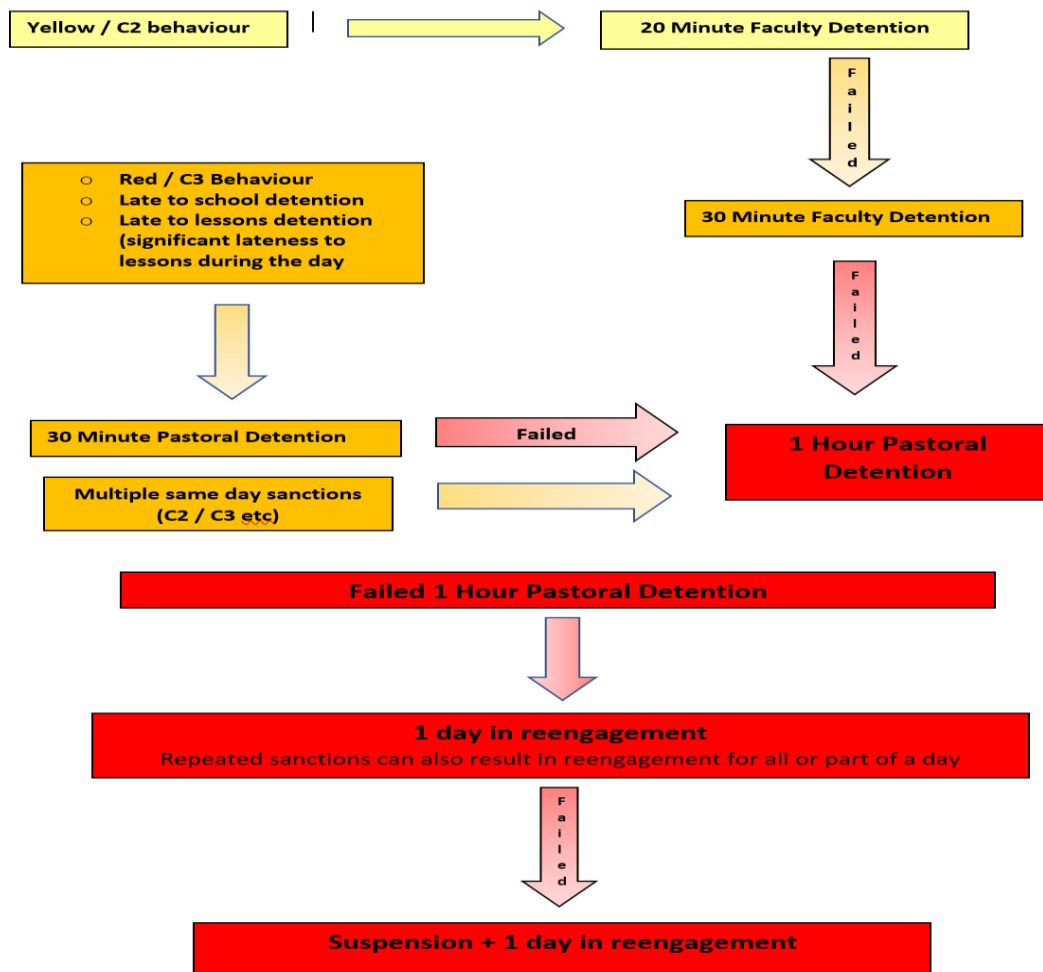 Yellow / C2 behaviour
20 Minute Faculty Detention
Failed
○ Red / C3 Behaviour
○ Late to school detention
○ Late to lessons detention
(significant lateness to
lessons during the day
30 Minute Faculty Detention
Failed
30 Minute Pastoral Detention
Failed
1 Hour Pastoral
Detention
Multiple same day sanctions
(C2 / C3 etc)
Failed 1 Hour Pastoral Detention
1 day in reengagement
Repeated sanctions can also result in reengagement for all or part of a day
Failed
Suspension + 1 day in reengagement